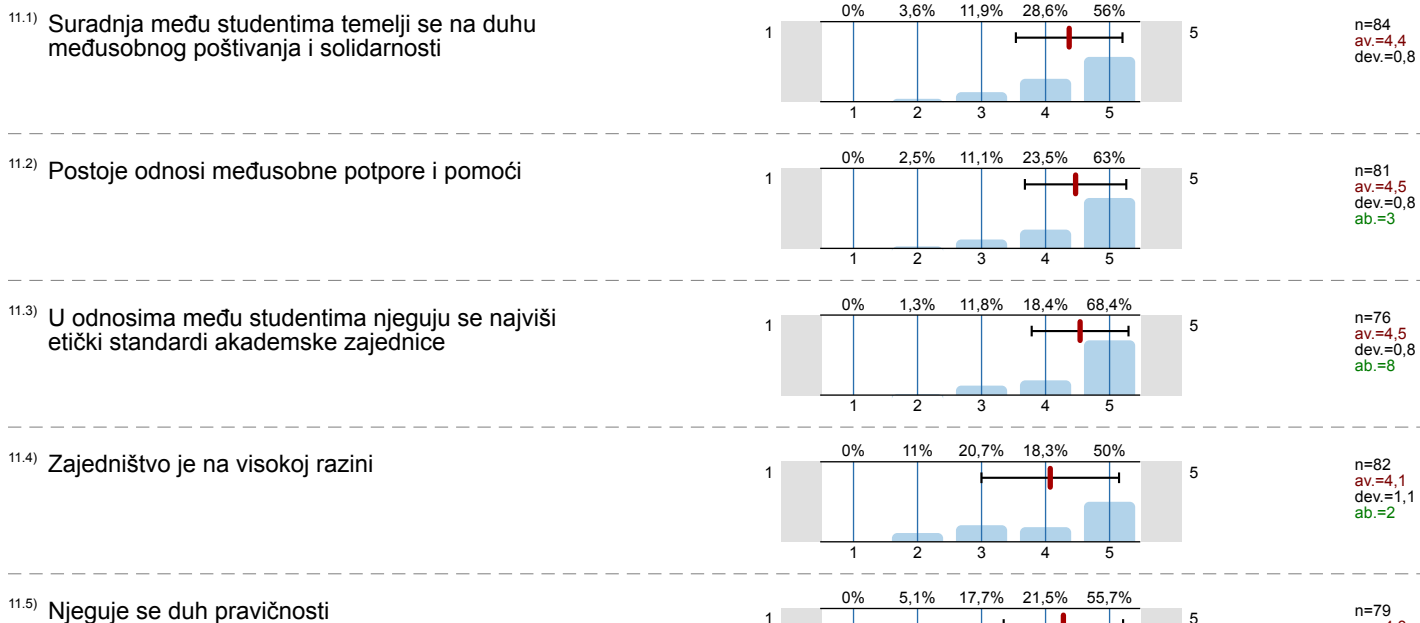 11.1) Suradnja među studentima temelji se na duhu
međusobnog poštivanja i solidarnosti
0% 3,6% 11,9% 28,6% 56%
1 5
1 2 3 4 5
n=84
av.=4,4
dev.=0,8
11.2) Postoje odnosi međusobne potpore i pomoći
0% 2,5% 11,1% 23,5% 63%
1 5
1 2 3 4 5
n=81
av.=4,5
dev.=0,8
ab.=3
11.3) U odnosima među studentima njeguju se najviši
etički standardi akademske zajednice
0% 1,3% 11,8% 18,4% 68,4%
1 5
1 2 3 4 5
n=76
av.=4,5
dev.=0,8
ab.=8
11.4) Zajedništvo je na visokoj razini
0% 11% 20,7% 18,3% 50%
1 5
1 2 3 4 5
n=82
av.=4,1
dev.=1,1
ab.=2
11.5) Njeguje se duh pravičnosti
0% 5,1% 17,7% 21,5% 55,7%
1 5
n=79